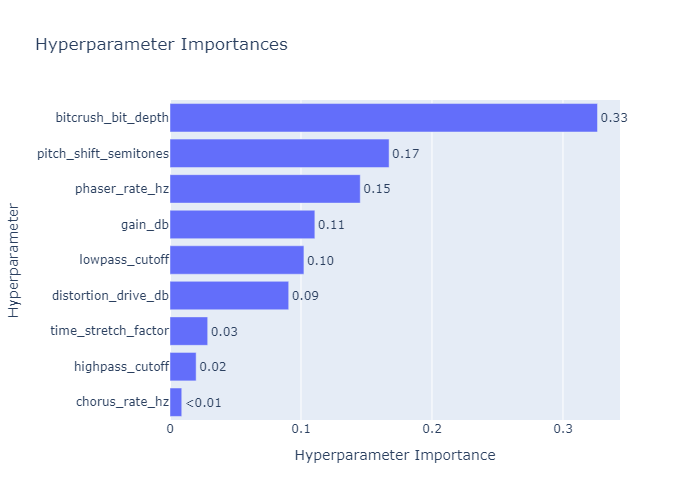 Hyperparameter Importances
Hyperparameter
bitcrush_bit_depth 0.33
pitch_shift_semitones 0.17
phaser_rate_hz 0.15
gain_db 0.11
lowpass_cutoff 0.10
distortion_drive_db 0.09
time_stretch_factor 0.03
highpass_cutoff 0.02
chorus_rate_hz <0.01
0 0.1 0.2 0.3
Hyperparameter Importance